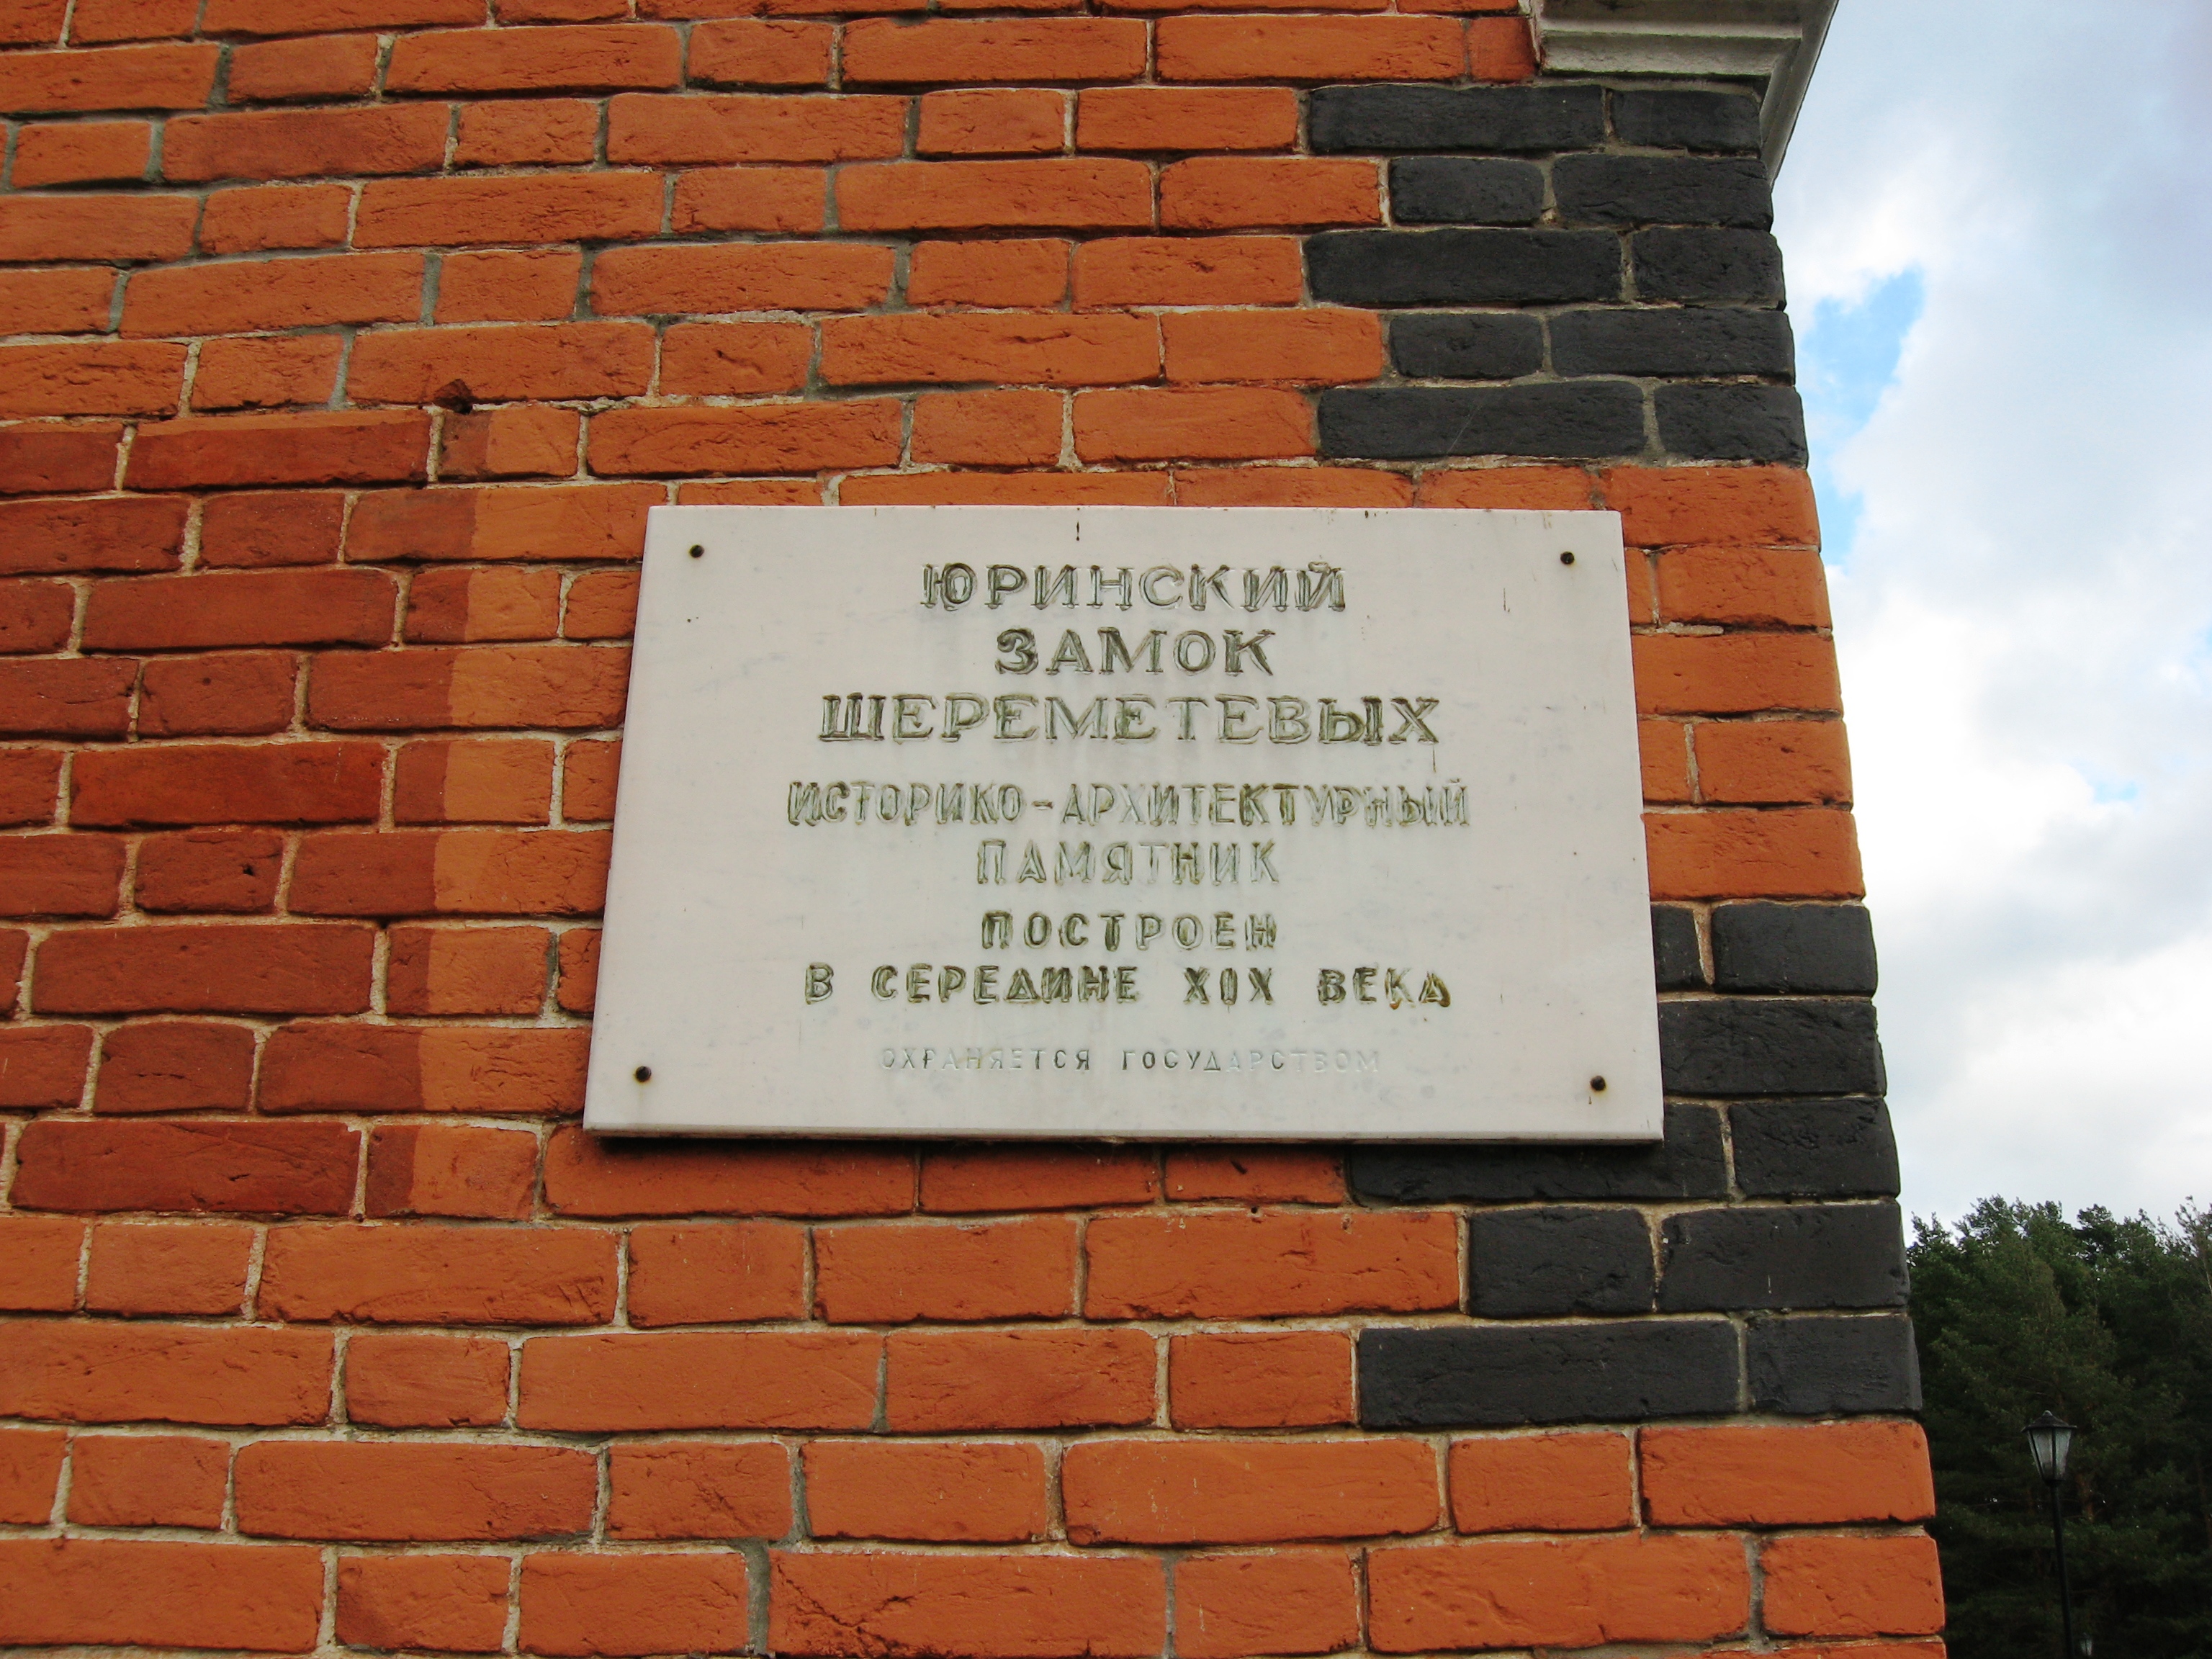 ЮРИНСКИЙ
ЗАМОК
ШЕРЕМЕТЕВЫХ
ИСТОРИКО-АРХИТЕКТУРНЫЙ
ПАМЯТНИК
ПОСТРОЕН
В СЕРЕДИНЕ XIX ВЕКА
ОХРАНЯЕТСЯ ГОСУДАРСТВОМ